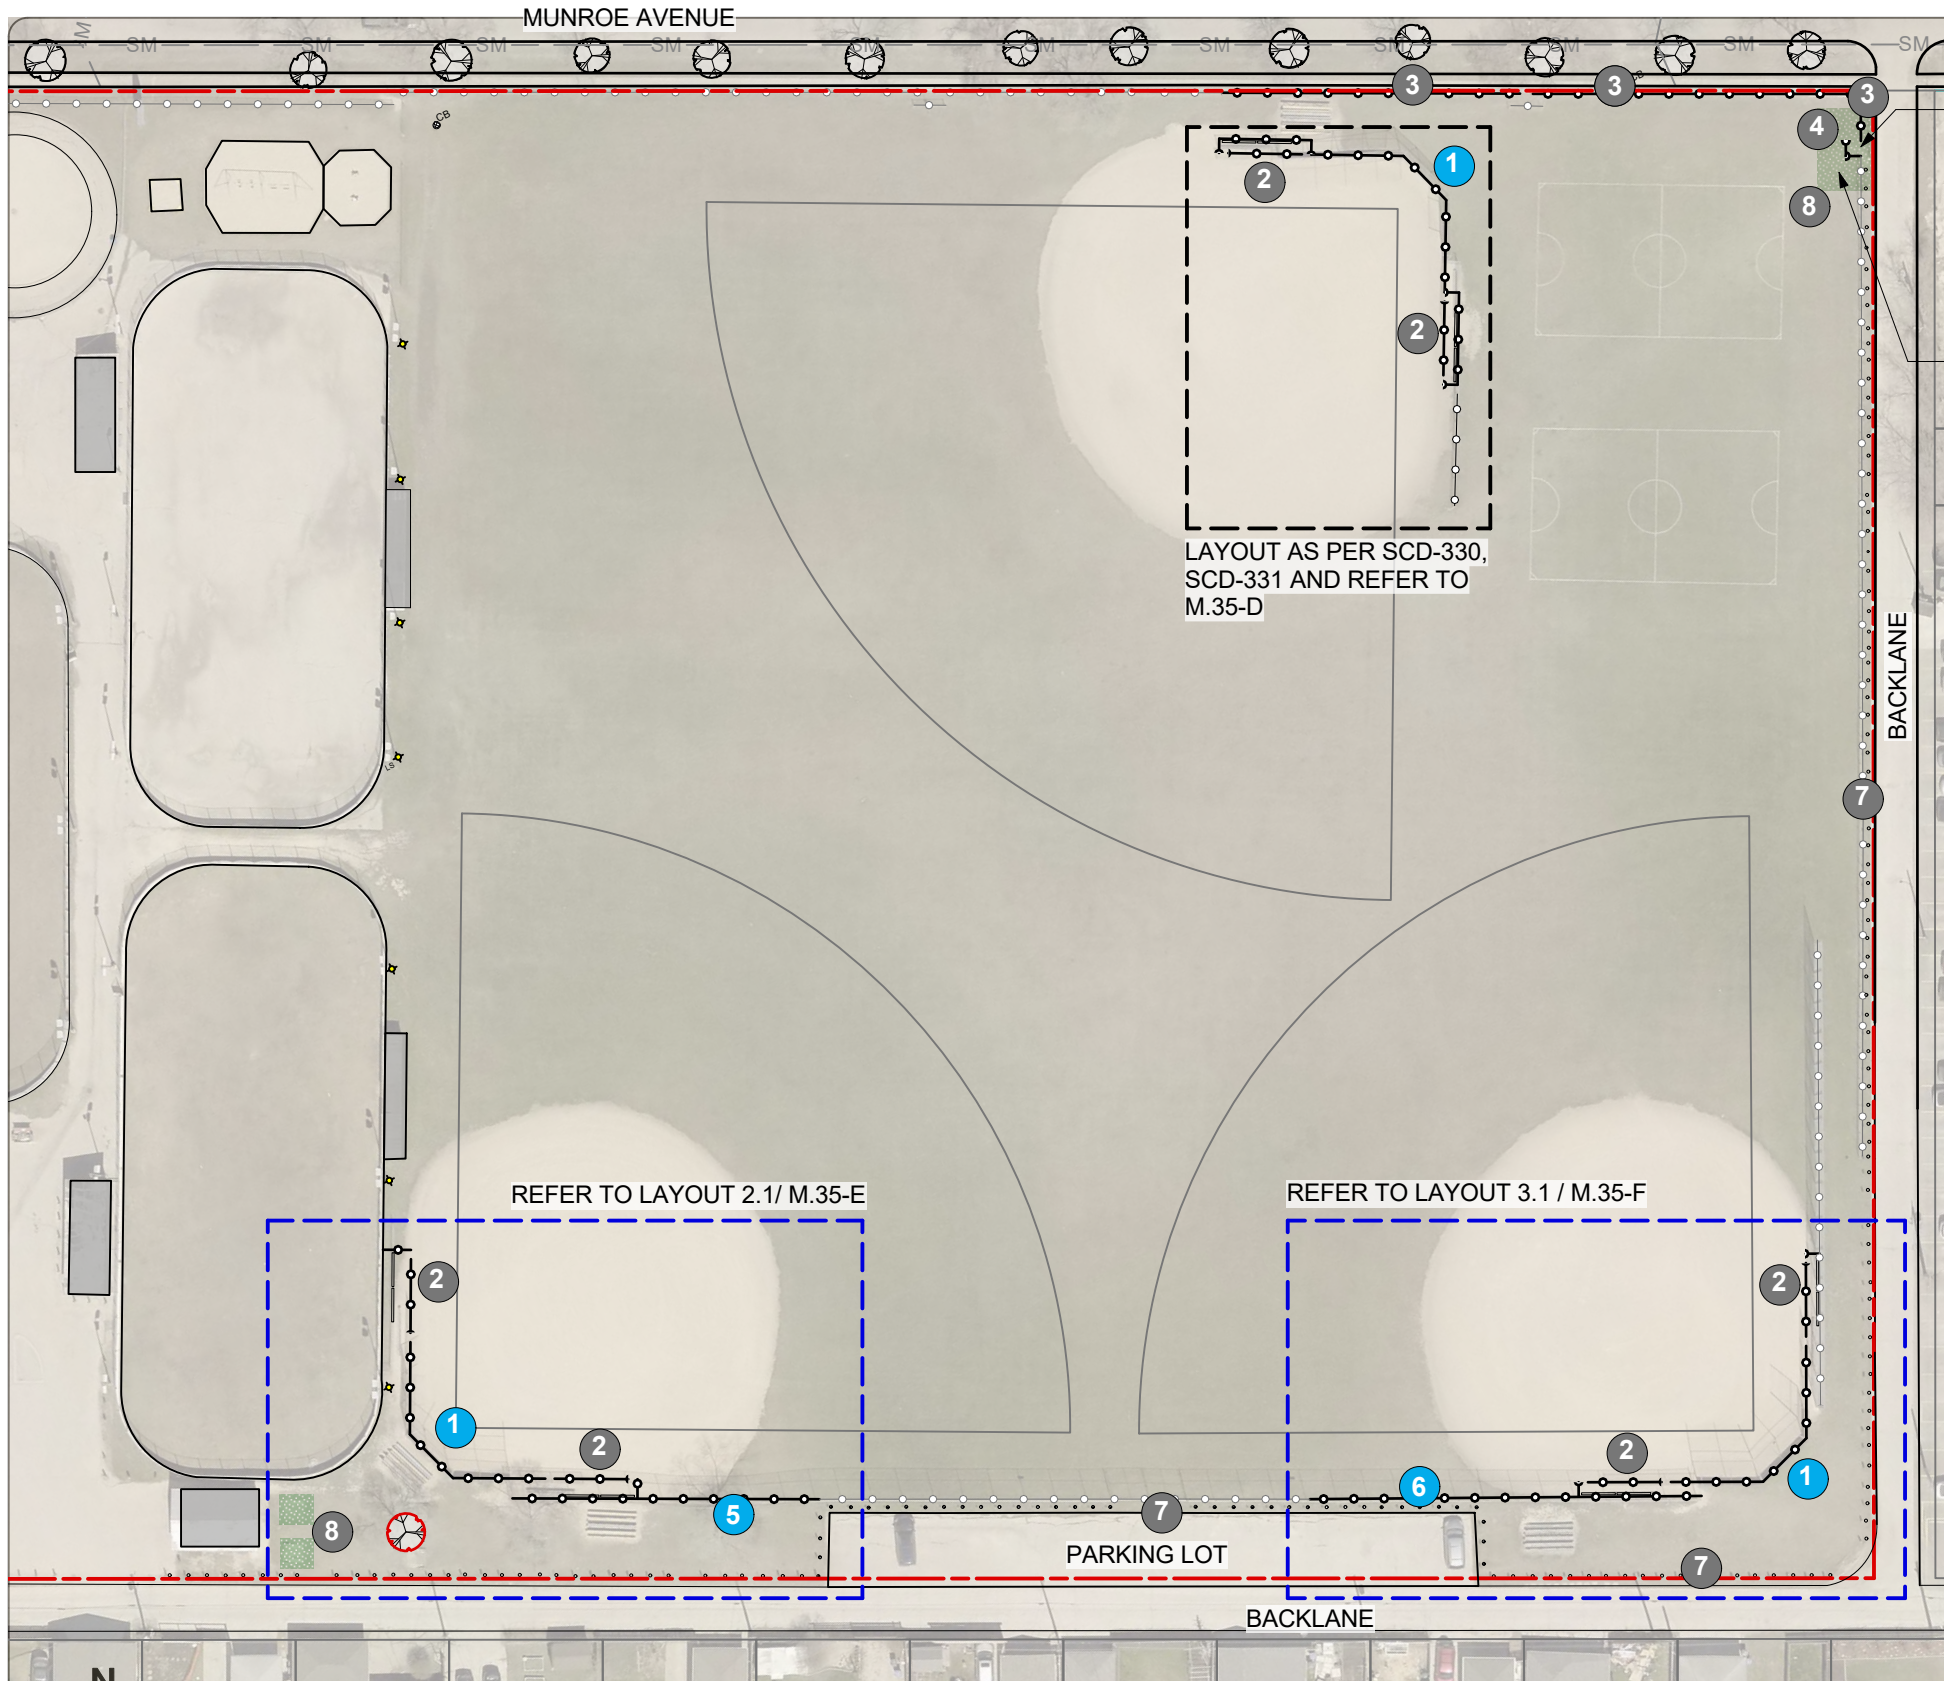 MUNROE AVENUE
SM SM SM SM SM SM SM SM SM SM SM
3
3
3
CB
4
1
2
8
2
LAYOUT AS PER SCD-330,
SCD-331 AND REFER TO
M.35-D
BACKLANE
LS
7
REFER TO LAYOUT 2.1/ M.35-E
REFER TO LAYOUT 3.1 / M.35-F
2
2
1
2
2
1
5
6
7
8
PARKING LOT
7
BACKLANE
N